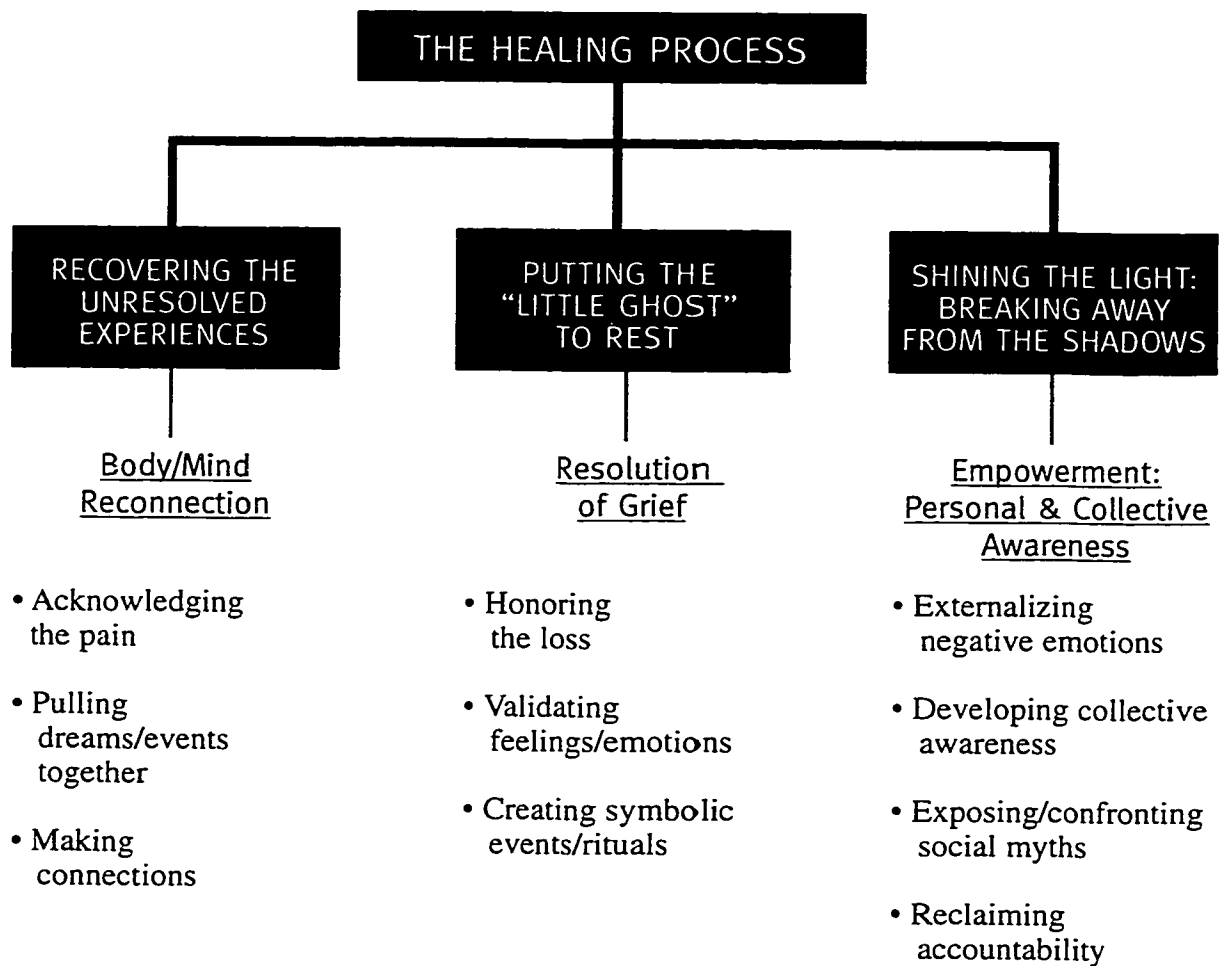 THE HEALING PROCESS
RECOVERING THE
UNRESOLVED
EXPERIENCES
Body/Mind
Reconnection
• Acknowledging
the pain
• Pulling
dreams/events
together
• Making
connections
PUTTING THE
“LITTLE GHOST”
TO REST
Resolution
of Grief
• Honoring
the loss
• Validating
feelings/emotions
• Creating symbolic
events/rituals
SHINING THE LIGHT:
BREAKING AWAY
FROM THE SHADOWS
Empowerment:
Personal & Collective
Awareness
• Externalizing
negative emotions
• Developing collective
awareness
• Exposing/confronting
social myths
• Reclaiming
accountability